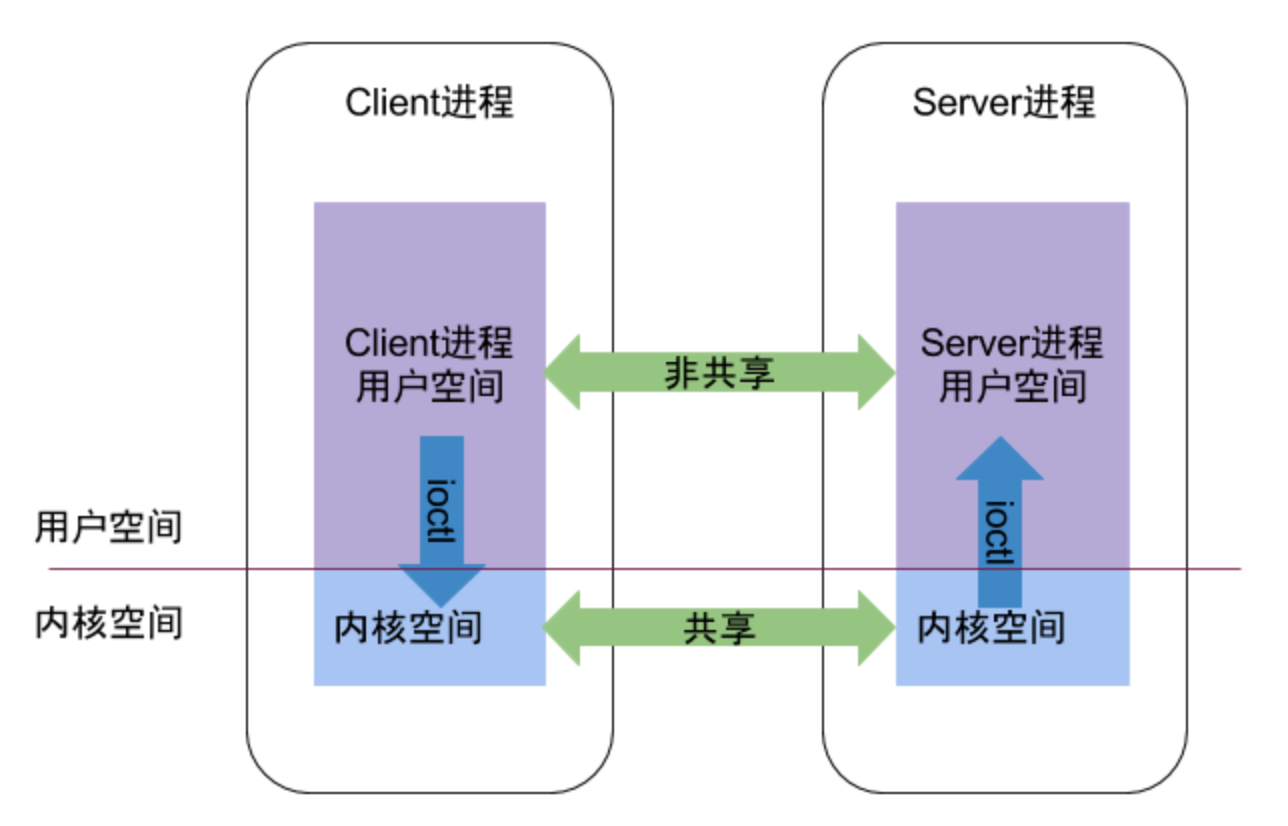 Client进程
Server进程
Client进程
用户空间
非共享
Server进程
用户空间
ioctl
ioctl
用户空间
内核空间
内核空间
共享
内核空间